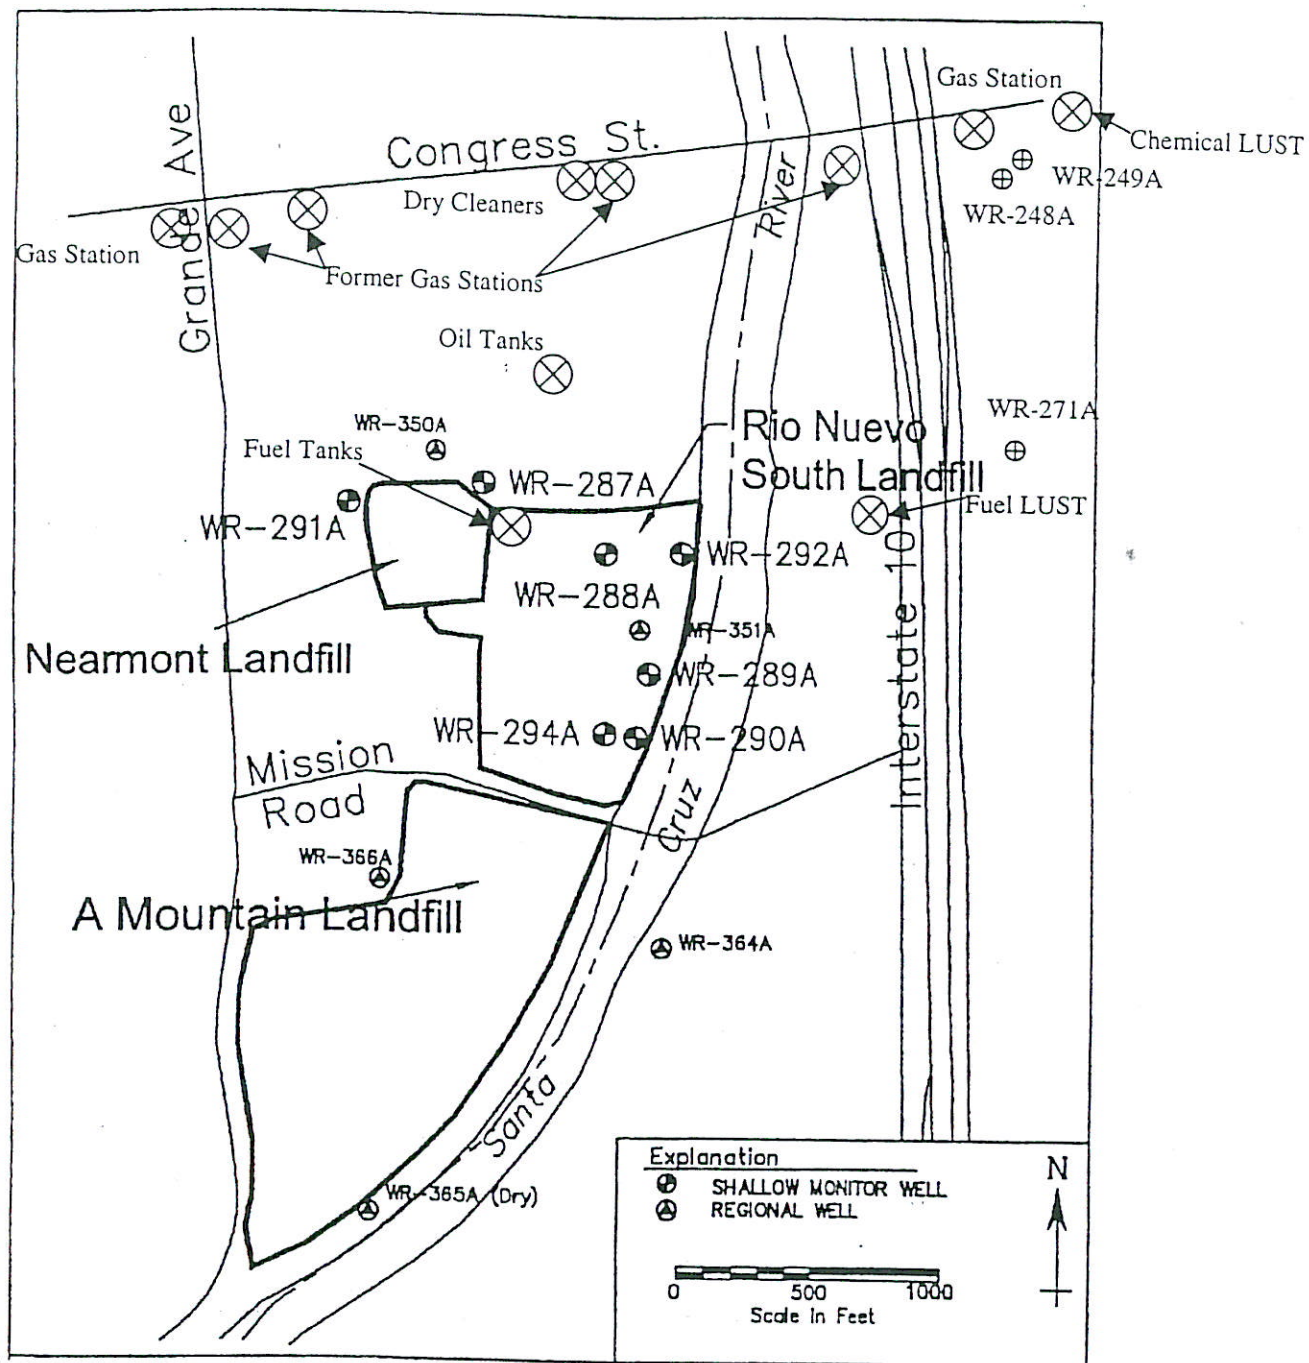 Gas Station
Chemical LUST
Congress St.
Grande Ave
WR-249A
WR-248A
Dry Cleaners
River
Gas Station
Former Gas Stations
Oil Tanks
WR-350A
WR-271A
Fuel Tanks
Rio Nuevo
South Landfill
WR-287A
WR-291A
Fuel LUST
WR-292A
WR-288A
Interstate 10
WR-351A
Nearmont Landfill
WR-289A
WR-294A
WR-290A
Mission
Road
Cruz
WR-366A
A Mountain Landfill
WR-364A
Santa
WR-365A (Dry)
Explanation
SHALLOW MONITOR WELL
REGIONAL WELL
N
0 500 1000
Scale In Feet